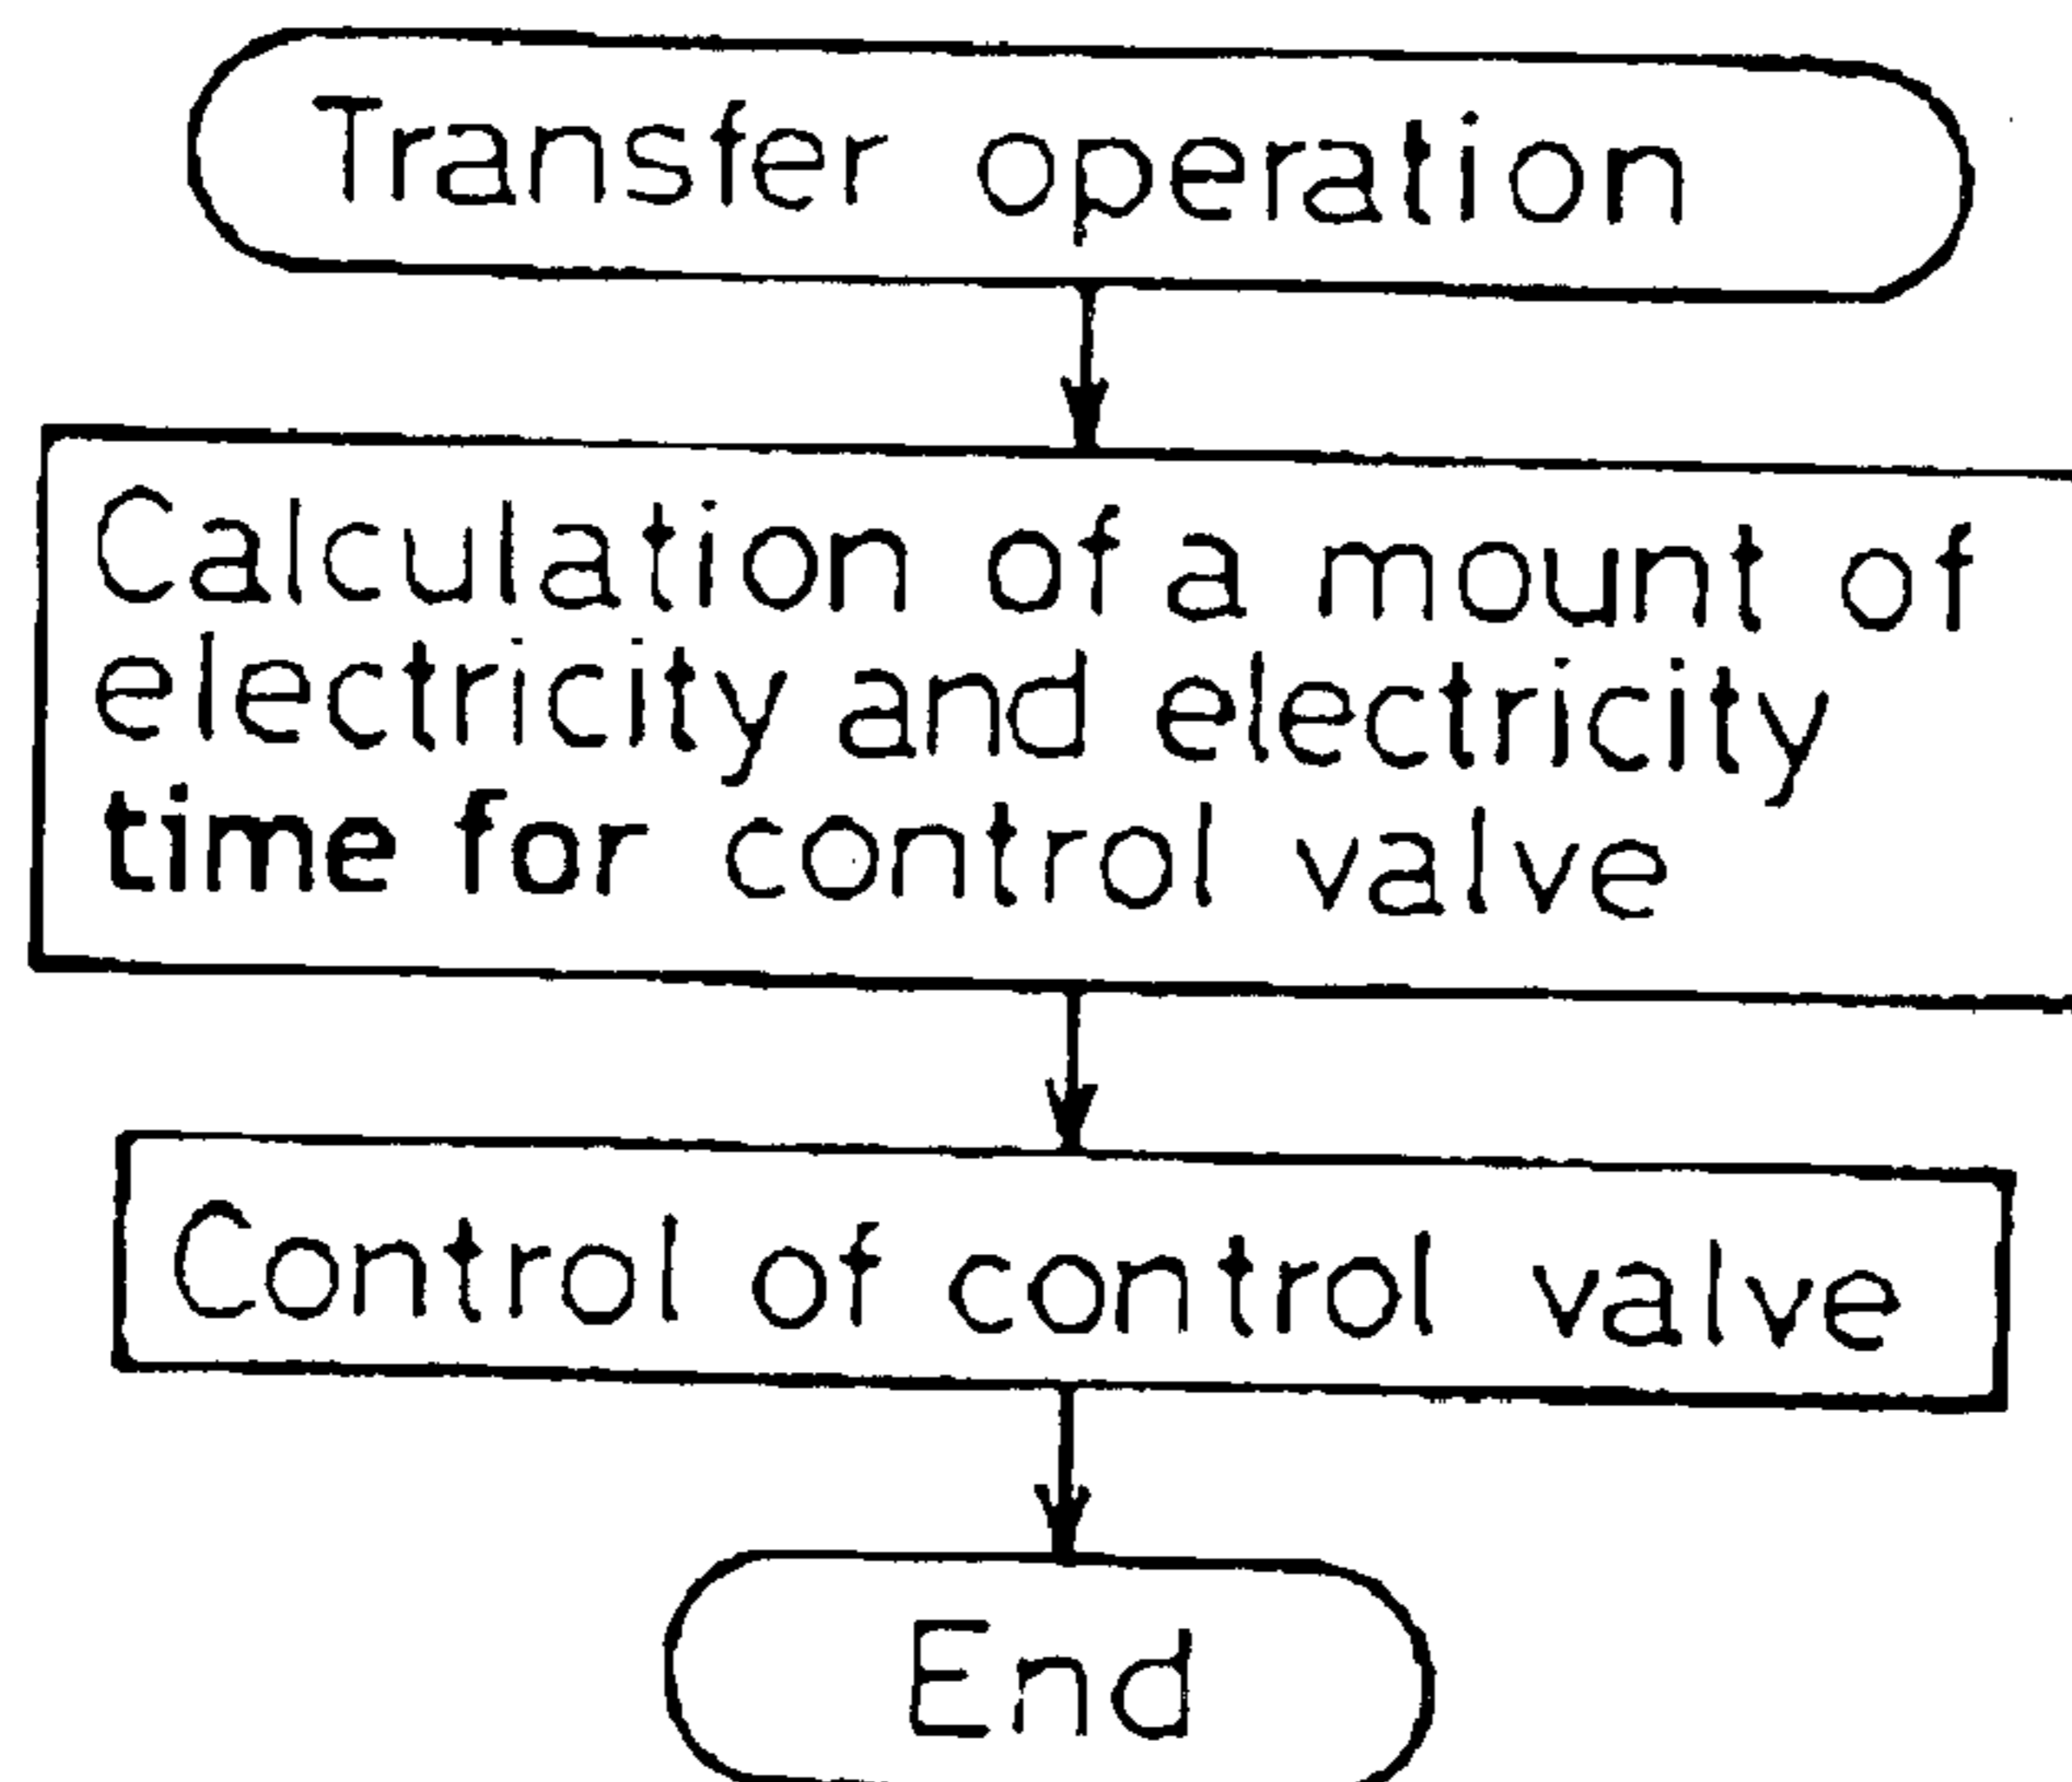 Transfer operation
Calculation of a mount of
electricity and electricity
time for control valve
Control of control valve
End